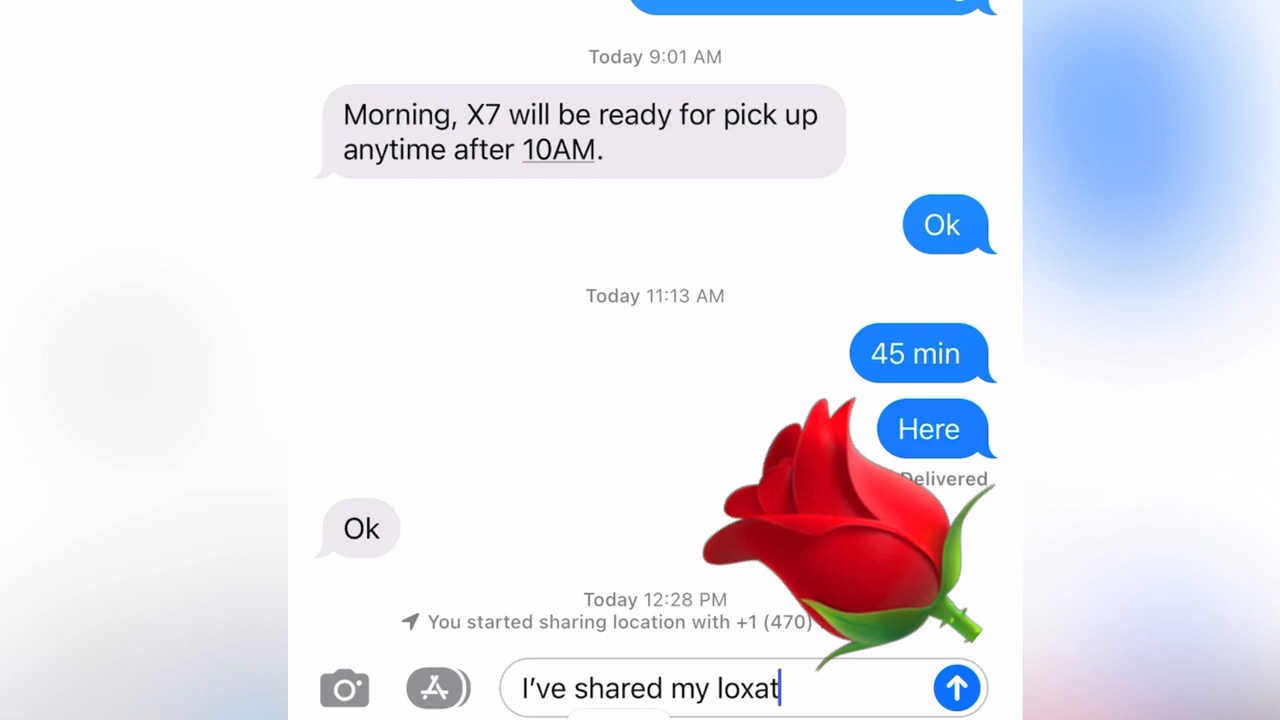 Today 9:01 AM
Morning, X7 will be ready for pick up
anytime after 10AM.
Ok
Today 11:13 AM
45 min
Here
Delivered
Ok
Today 12:28 PM
You started sharing location with +1 (470)
I’ve shared my loxat